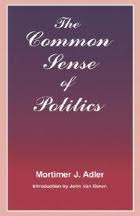 The
Common
Sense
of
Politics
Mortimer J. Adler
Introduction by John Van Doren